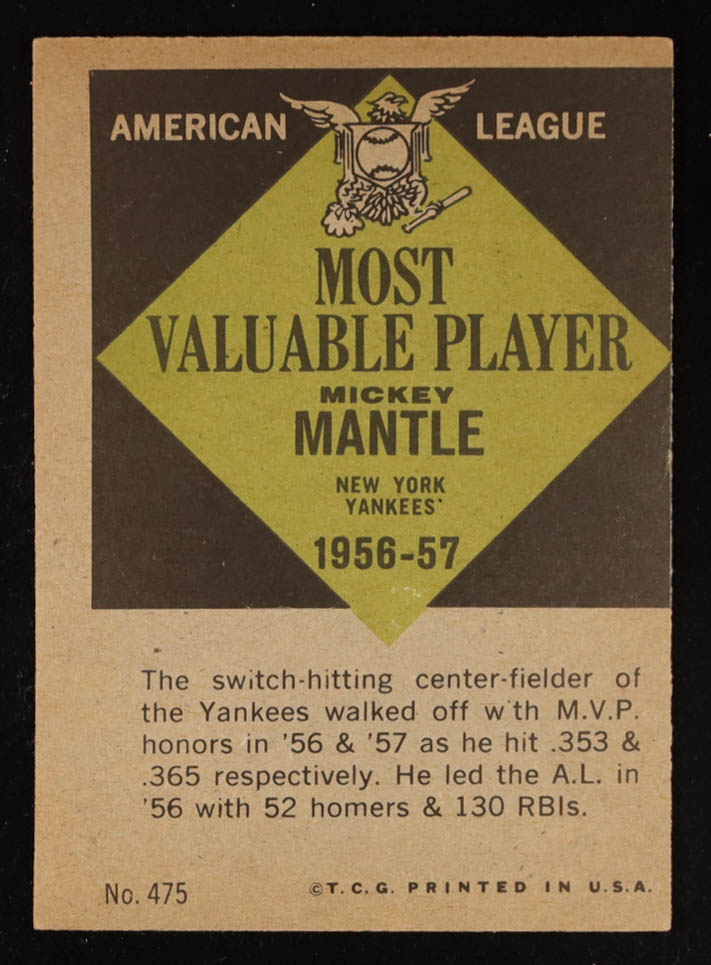 AMERICAN LEAGUE
MOST
VALUABLE PLAYER
MICKEY
MANTLE
NEW YORK
YANKEES'
1956-57
The switch-hitting center-fielder of
the Yankees walked off w'th M.V.P.
honors in '56 & '57 as he hit .353 &
.365 respectively. He led the A.L. in
'56 with 52 homers & 130 RBIs.
No. 475
©T.C.G. PRINTED IN U.S.A.